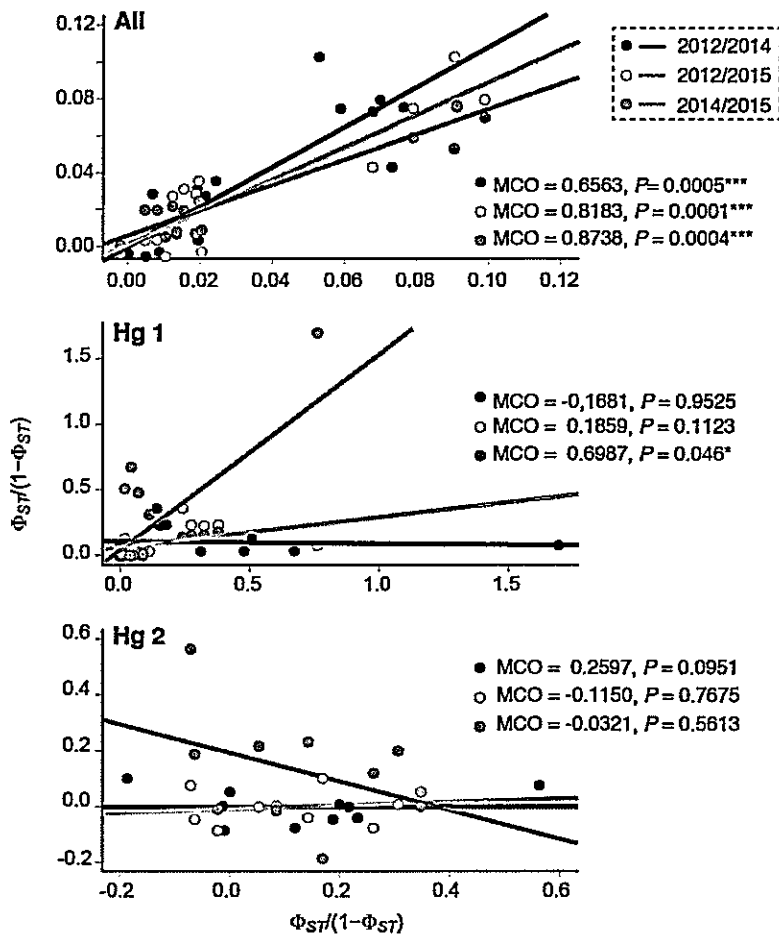 All
0.12
0.08
0.04
0.00
0.00 0.02 0,04 0.06 0.08 0.10 0.12
2012/2014
2012/2015
2014/2015
MCO = 0.6563, P= 0.0005***
MCO = 0.8183, P= 0.0001***
MCO = 0.8738, P= 0.0004***
Hg 1
1.5
1.0
0.5
0.0
0.0 0.5 1.0 1.5
MCO = -0,1681, P = 0.9525
MCO = 0.1859, P = 0.1123
MCO = 0.6987, P = 0.046*
ΦST/(1−ΦST)
Hg 2
0.6
0.4
0.2
0.0
-0.2
-0.2 0.0 0.2 0.4 0.6
MCO = 0.2597, P = 0.0951
MCO = -0.1150, P = 0.7675
MCO = -0.0321, P = 0.5613
ΦST/(1−ΦST)